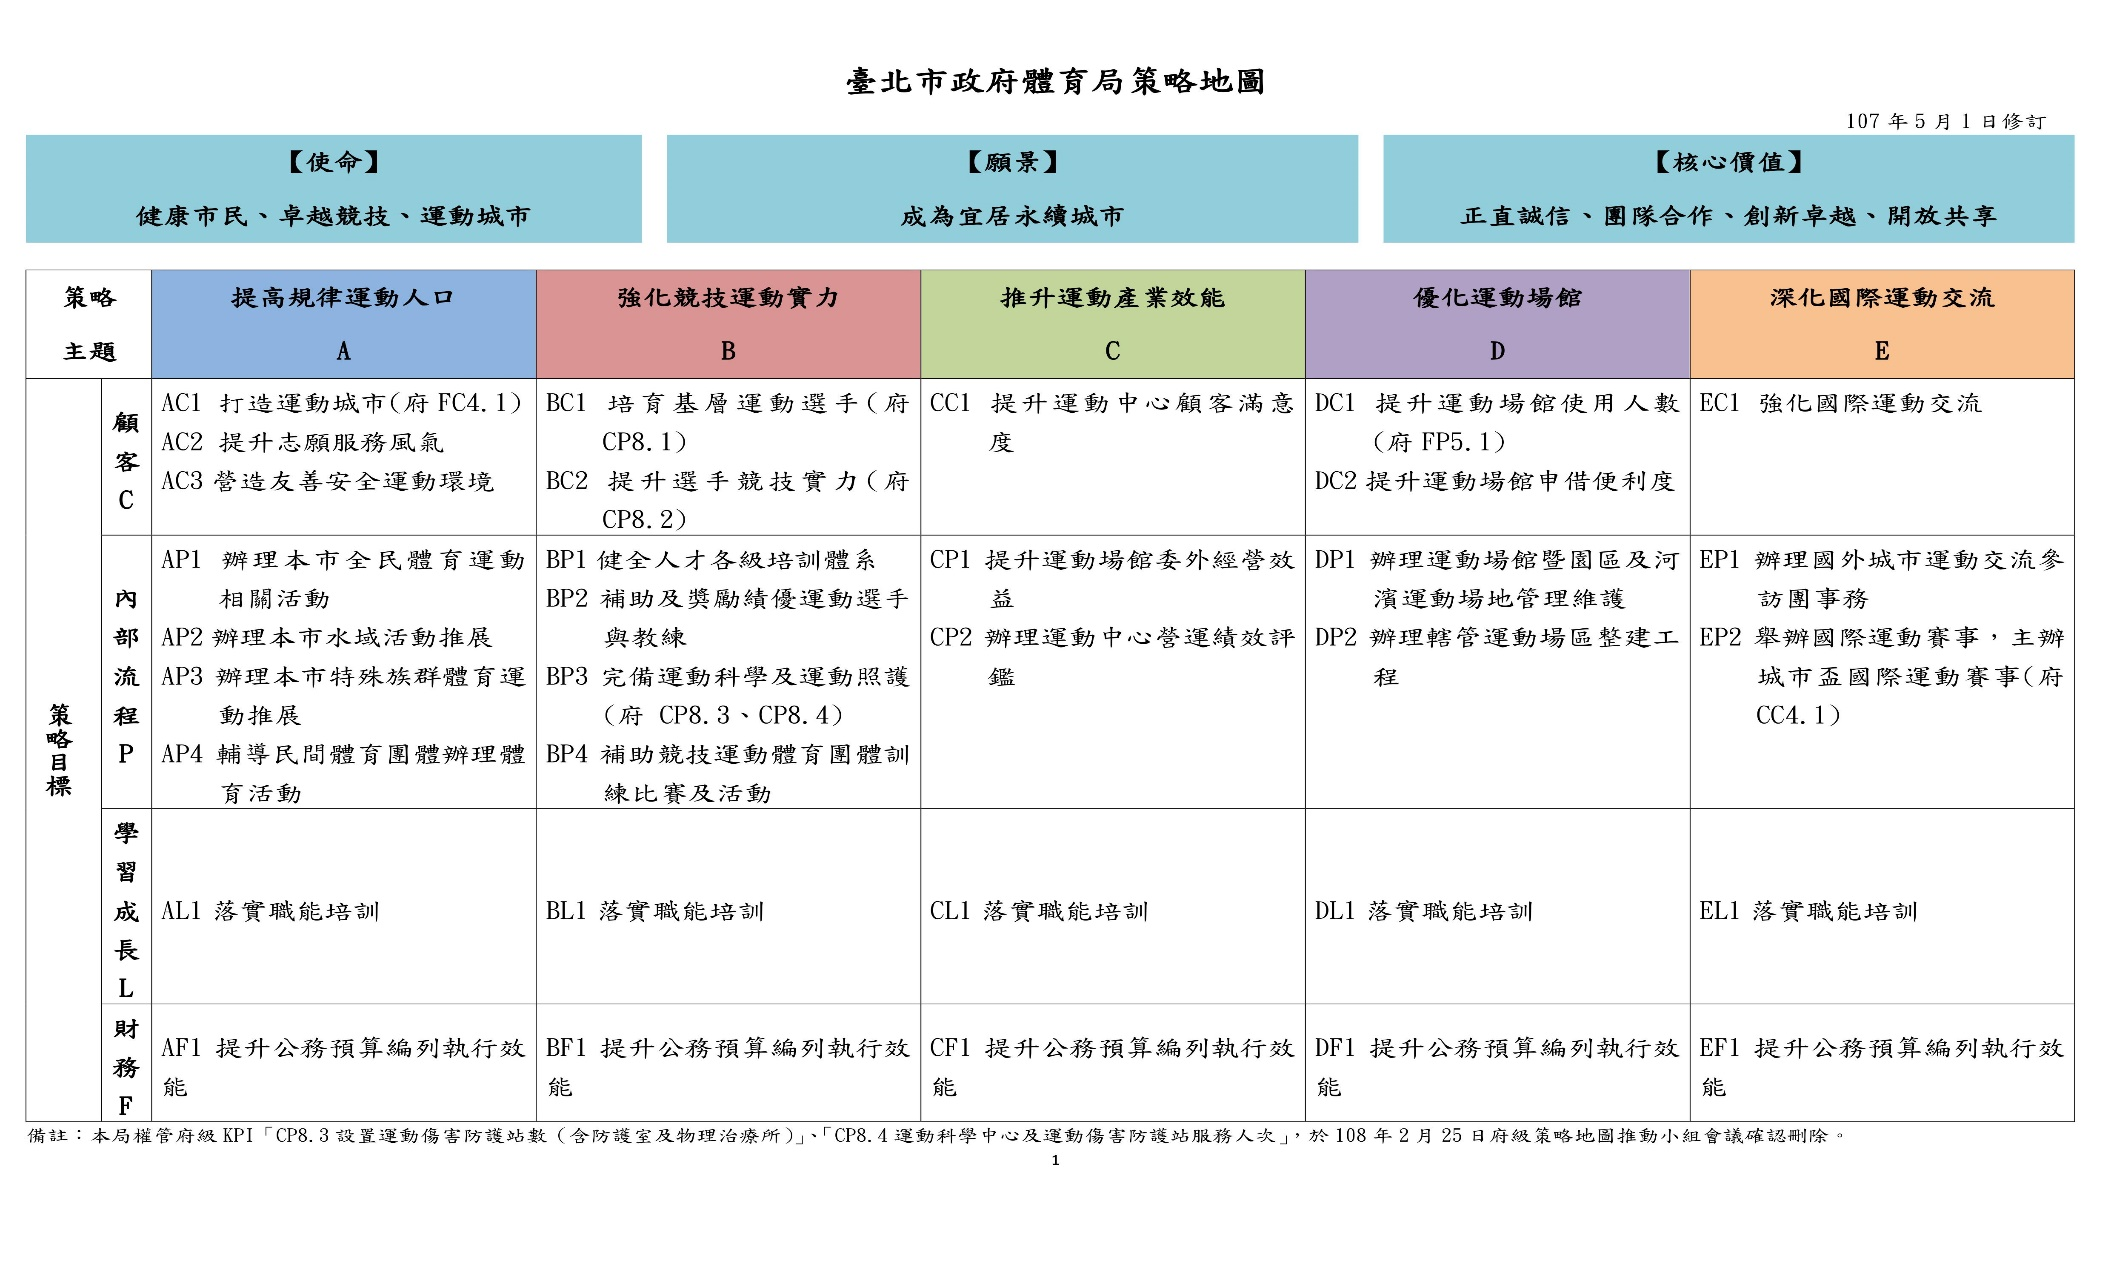 臺北市政府體育局策略地圖
107 年 5 月 1 日修訂
【使命】
健康市民、卓越競技、運動城市
【願景】
成為宜居永續城市
【核心價值】
正直誠信、團隊合作、創新卓越、開放共享
策略
主題
提高規律運動人口
A
強化競技運動實力
B
推升運動產業效能
C
優化運動場館
D
深化國際運動交流
E
策略目標
顧客C
AC1 打造運動城市(府 FC4.1)
AC2 提升志願服務風氣
AC3 營造友善安全運動環境
BC1 培育基層運動選手(府
CP8.1)
BC2 提升選手競技實力(府
CP8.2)
CC1 提升運動中心顧客滿意
度
DC1 提升運動場館使用人數
(府 FP5.1)
DC2 提升運動場館申借便利度
EC1 強化國際運動交流
內部流程P
AP1 辦理本市全民體育運動
相關活動
AP2 辦理本市水域活動推展
AP3 辦理本市特殊族群體育運
動推展
AP4 輔導民間體育團體辦理體
育活動
BP1 健全人才各級培訓體系
BP2 補助及獎勵績優運動選手
與教練
BP3 完備運動科學及運動照護
(府 CP8.3、CP8.4)
BP4 補助競技運動體育團體訓
練比賽及活動
CP1 提升運動場館委外經營效
益
CP2 辦理運動中心營運績效評
鑑
DP1 辦理運動場館暨園區及河
濱運動場地管理維護
DP2 辦理轄管運動場區整建工
程
EP1 辦理國外城市運動交流參
訪團事務
EP2 舉辦國際運動賽事，主辦
城市盃國際運動賽事(府
CC4.1)
學習成長L
AL1 落實職能培訓
BL1 落實職能培訓
CL1 落實職能培訓
DL1 落實職能培訓
EL1 落實職能培訓
財務F
AF1 提升公務預算編列執行效
能
BF1 提升公務預算編列執行效
能
CF1 提升公務預算編列執行效
能
DF1 提升公務預算編列執行效
能
EF1 提升公務預算編列執行效
能
備註：本局權管府級 KPI「CP8.3 設置運動傷害防護站數（含防護室及物理治療所）」、「CP8.4 運動科學中心及運動傷害防護站服務人次」，於 108 年 2 月 25 日府級策略地圖推動小組會議確認刪除。
1